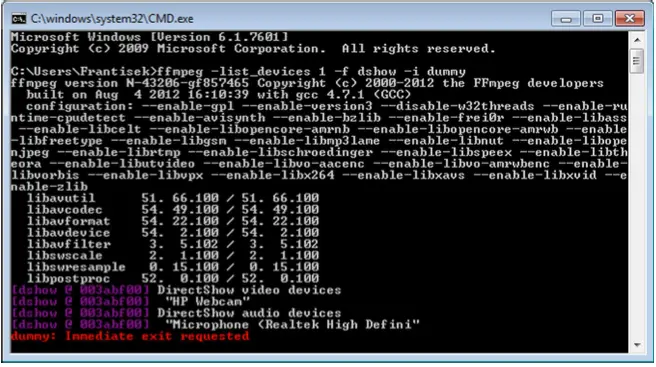 C:\windows\system32\CMD.exe
Microsoft Windows [Version 6.1.7601]
Copyright (c) 2009 Microsoft Corporation.  All rights reserved.
C:\Users\Frantisek>ffmpeg -list_devices 1 -f dshow -i dummy
ffmpeg version N-43206-gf857465 Copyright (c) 2000-2012 the FFmpeg developers
  built on Aug  4 2012 16:10:39 with gcc 4.7.1 (GCC)
  configuration: --enable-gpl --enable-version3 --disable-w32threads --enable-ru
ntime-cpudetect --enable-avisynth --enable-bzlib --enable-frei0r --enable-libass
 --enable-libcelt --enable-libopencore-amrnb --enable-libopencore-amrwb --enable
-libfreetype --enable-libgsm --enable-libmp3lame --enable-libnut --enable-libope
njpeg --enable-librtmp --enable-libschroedinger --enable-libspeex --enable-libth
eora --enable-libutvideo --enable-libvo-aacenc --enable-libvo-amrwbenc --enable-
libvorbis --enable-libvpx --enable-libx264 --enable-libxavs --enable-libxvid --e
nable-zlib
  libavutil      51. 66.100 / 51. 66.100
  libavcodec     54. 49.100 / 54. 49.100
  libavformat    54. 22.100 / 54. 22.100
  libavdevice    54.  2.100 / 54.  2.100
  libavfilter     3.  5.102 /  3.  5.102
  libswscale      2.  1.100 /  2.  1.100
  libswresample   0. 15.100 /  0. 15.100
  libpostproc    52.  0.100 / 52.  0.100
[dshow @ 003abf00] DirectShow video devices
[dshow @ 003abf00]  "HP Webcam"
[dshow @ 003abf00] DirectShow audio devices
[dshow @ 003abf00]  "Microphone (Realtek High Defini"
dummy: Immediate exit requested